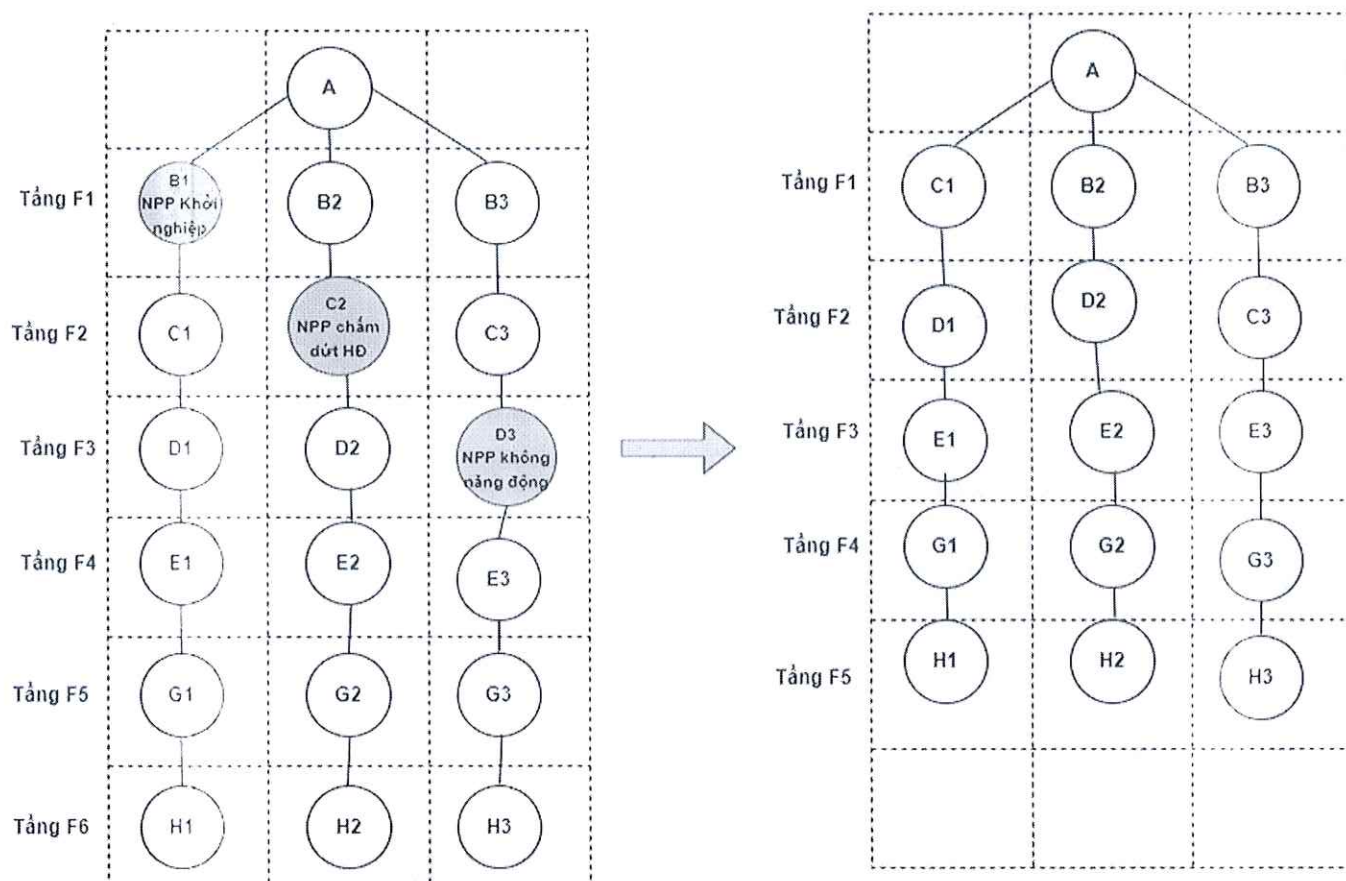 A
Tầng F1
B1
NPP Khởi
nghiệp
B2
B3
Tầng F2
C1
C2
NPP chấm
dứt HĐ
C3
Tầng F3
D1
D2
D3
NPP không
năng động
Tầng F4
E1
E2
E3
Tầng F5
G1
G2
G3
Tầng F6
H1
H2
H3
A
Tầng F1
C1
B2
B3
Tầng F2
D1
D2
C3
Tầng F3
E1
E2
E3
Tầng F4
G1
G2
G3
Tầng F5
H1
H2
H3